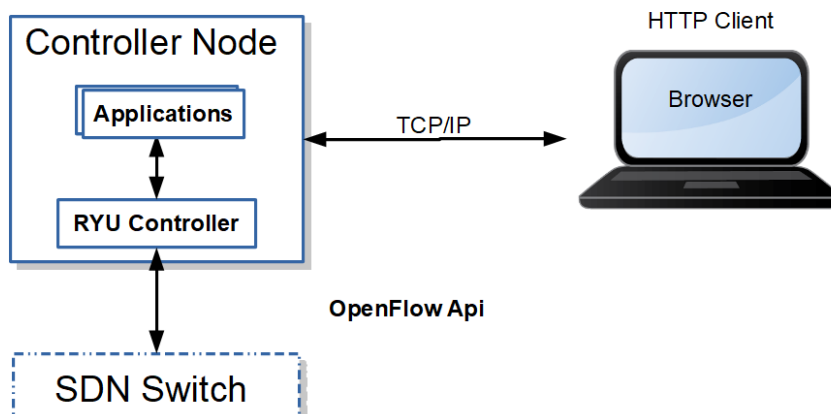 HTTP Client
Controller Node
Applications
Browser
TCP/IP
RYU Controller
OpenFlow Api
SDN Switch